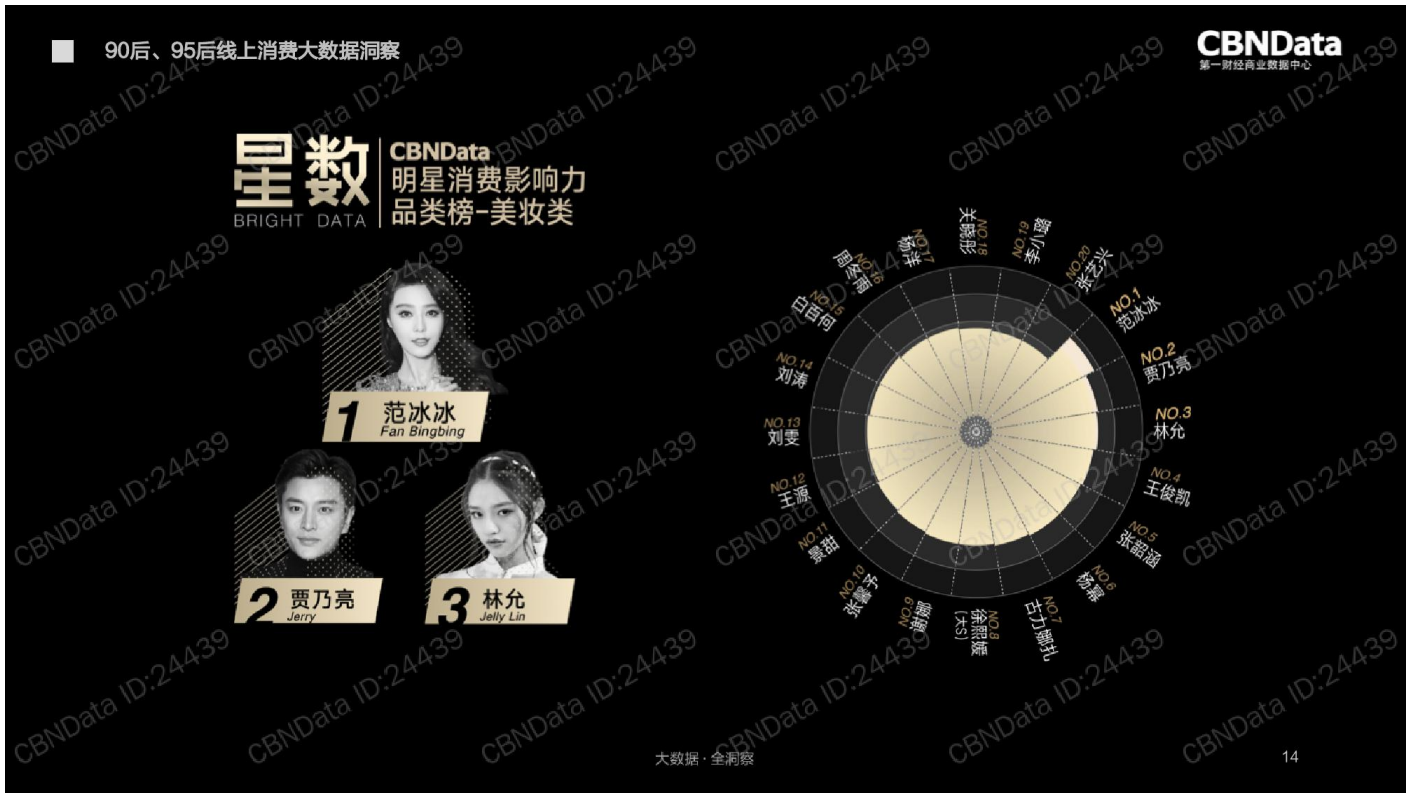 90后、95后线上消费大数据洞察
CBNData
第一财经商业数据中心
星数
BRIGHT DATA
CBNData
明星消费影响力
品类榜-美妆类
1
范冰冰
Fan Bingbing
2
贾乃亮
Jerry
3
林允
Jelly Lin
NO.1
范冰冰
NO.2
贾乃亮
NO.3
林允
NO.4
王俊凯
NO.5
张韶涵
NO.6
杨幂
NO.7
古力娜扎
NO.8
徐熙媛
(大S)
NO.9
谢娜
NO.10
张馨予
NO.11
景甜
NO.12
王源
NO.13
刘雯
NO.14
刘涛
NO.15
白百何
NO.16
周冬雨
NO.17
杨洋
NO.18
关晓彤
NO.19
李小璐
NO.20
张艺兴
CBNData ID:24439
大数据 · 全洞察
14